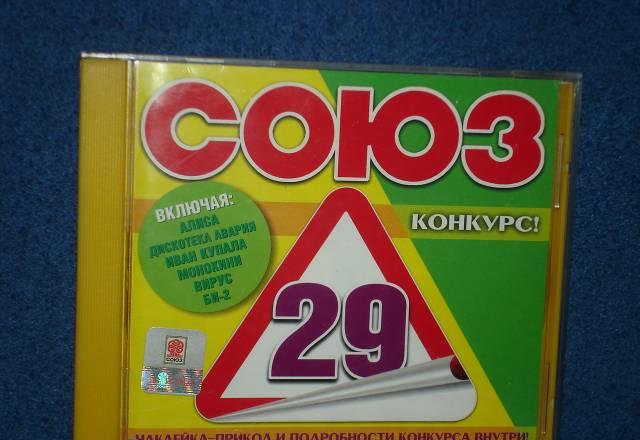 СОЮЗ
КОНКУРС!
ВКЛЮЧАЯ:
АЛИСА
ДИСКОТЕКА АВАРИЯ
ИВАН КУПАЛА
МОНОКИНИ
ВИРУС
БИ-2
29
СОЮЗ
НАКЛЕЙКА-ПРИКОЛ И ПОДРОБНОСТИ КОНКУРСА ВНУТРИ!